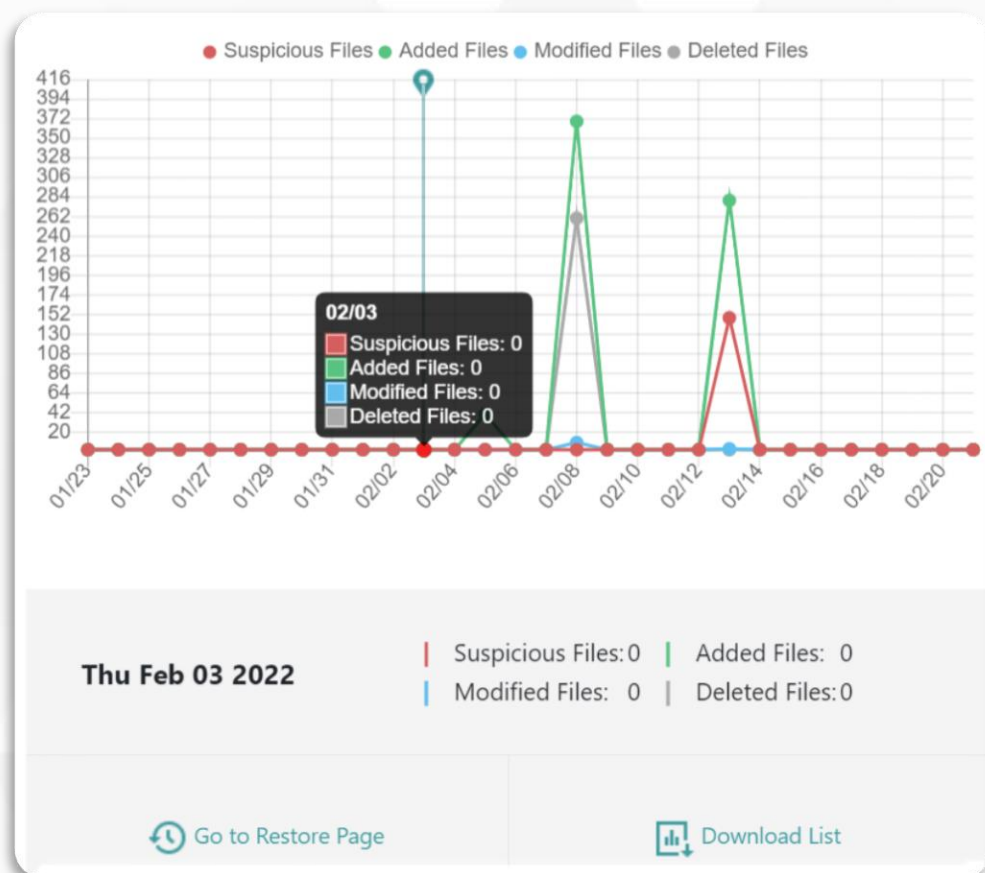 Suspicious Files Added Files Modified Files Deleted Files
416
394
372
350
328
306
284
262
240
218
196
174
152
130
108
86
64
42
20
02/03
Suspicious Files: 0
Added Files: 0
Modified Files: 0
Deleted Files: 0
01/23 01/25 01/27 01/29 01/31 02/02 02/04 02/06 02/08 02/10 02/12 02/14 02/16 02/18 02/20
Thu Feb 03 2022
Suspicious Files: 0 Added Files: 0
Modified Files: 0 Deleted Files: 0
Go to Restore Page Download List